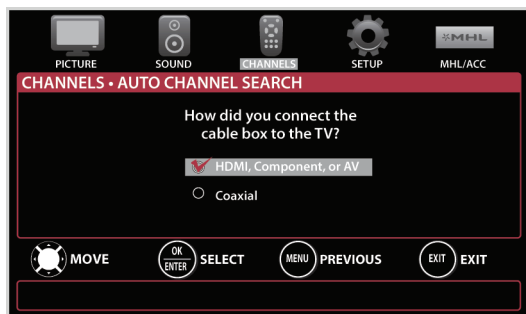 PICTURE SOUND CHANNELS SETUP MHL/ACC
MHL
CHANNELS • AUTO CHANNEL SEARCH
How did you connect the
cable box to the TV?
HDMI, Component, or AV
Coaxial
MOVE OK ENTER SELECT MENU PREVIOUS EXIT EXIT